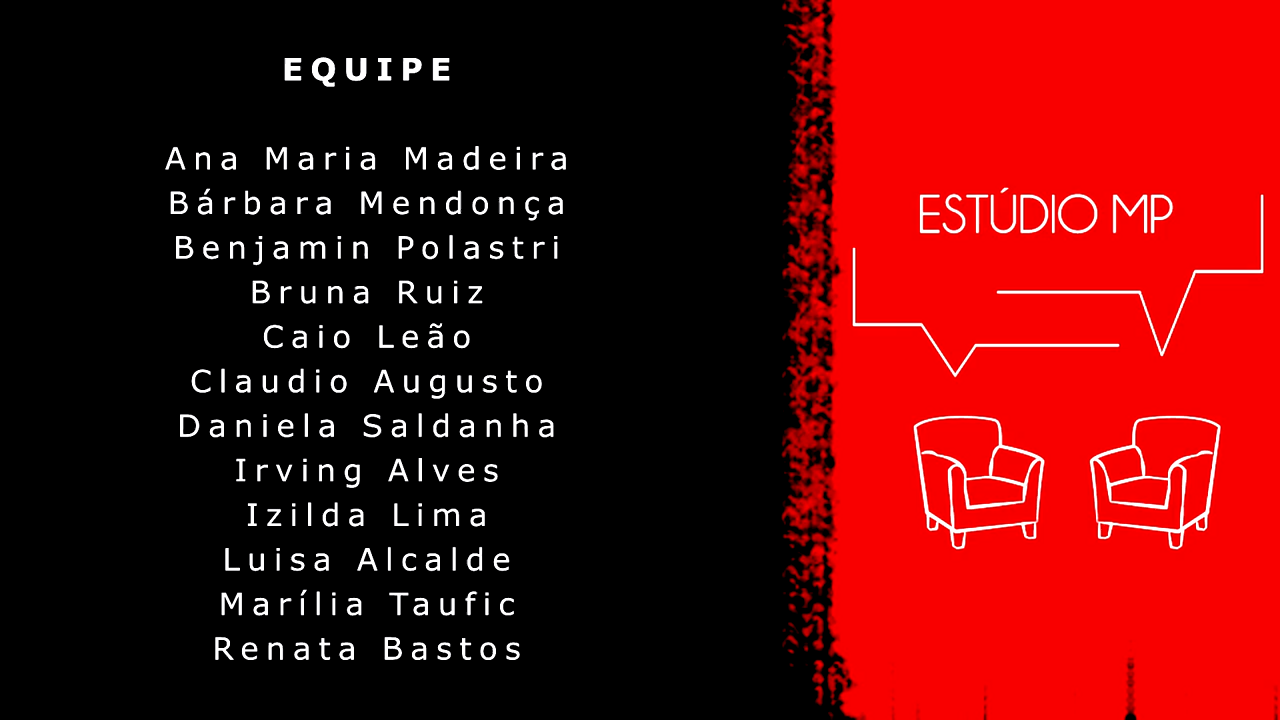 EQUIPE
Ana Maria Madeira
Bárbara Mendonça
Benjamin Polastri
Bruna Ruiz
Caio Leão
Claudio Augusto
Daniela Saldanha
Irving Alves
Izilda Lima
Luisa Alcalde
Marília Taufic
Renata Bastos
ESTÚDIO MP